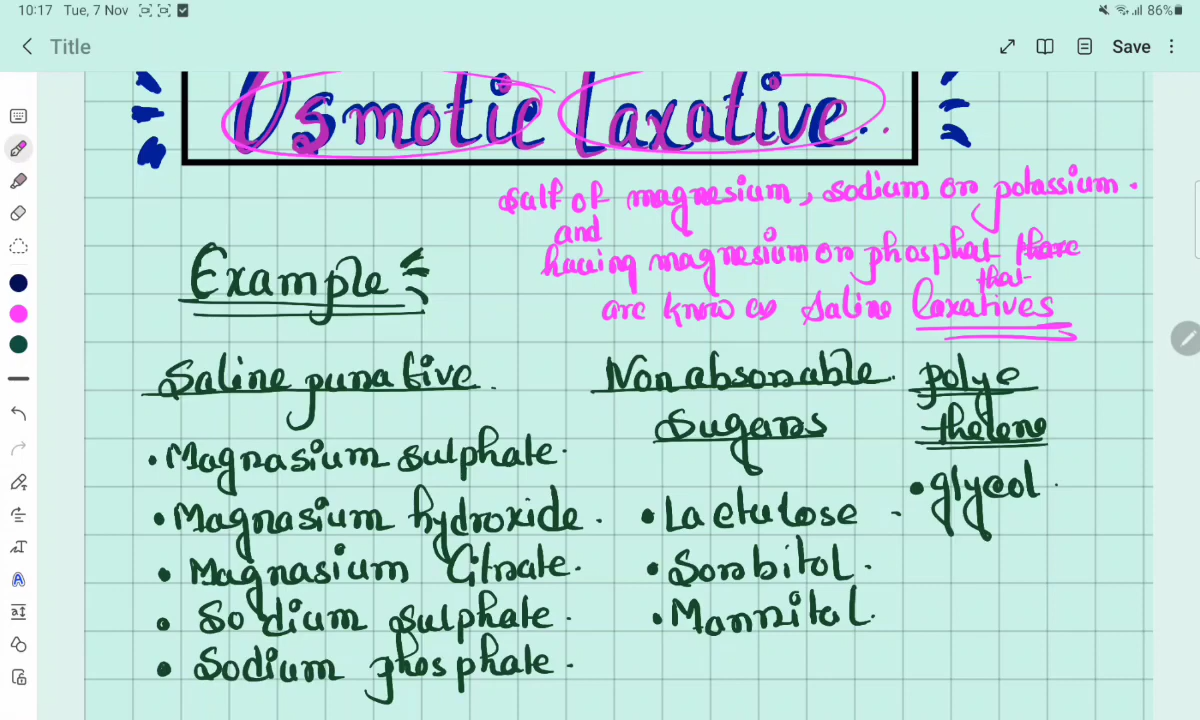 10:17 Tue, 7 Nov 86%
Title Save
Osmotic Laxative..
Salt of magnesium, sodium or potassium.
and
having magnesium or phosphat there
that
are know as Saline laxatives
Example
Saline purative. Non absorbable. polye
Sugars thelene
• Magnasium sulphate. • glycol.
• Magnasium hydroxide. • Lactulose -
• Magnasium Citrate. • Sorbitol.
• Sodium sulphate. • Mannitol.
• Sodium phosphate.